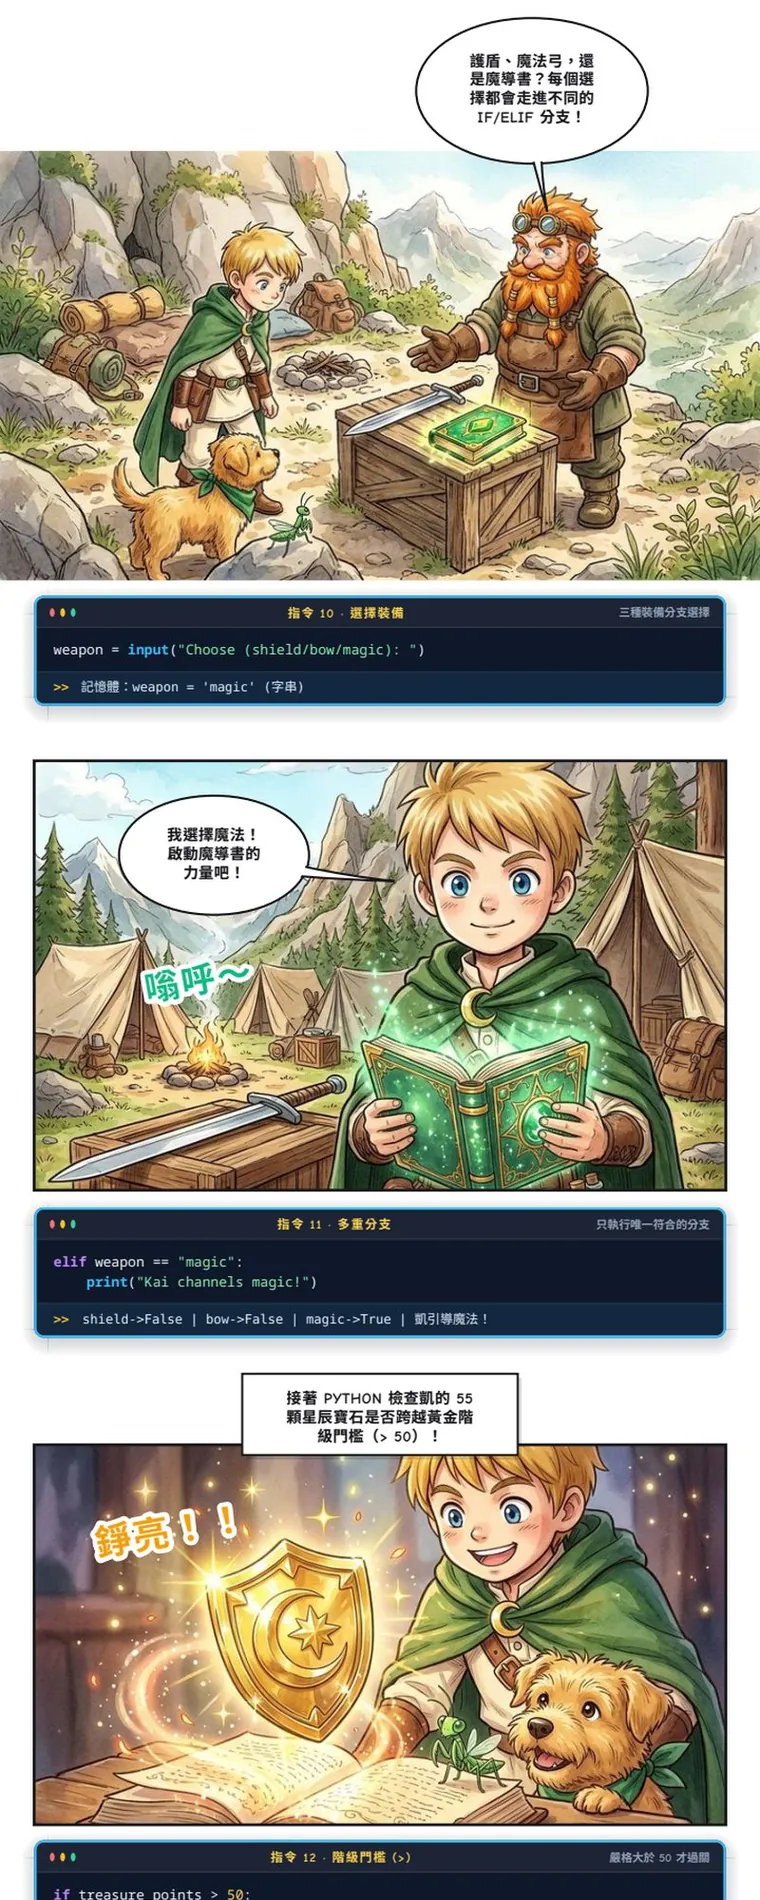 護盾、魔法弓，還
是魔導書？每個選
擇都會走進不同的
IF/ELIF 分支！
指令 10 · 選擇裝備
三種裝備分支選擇
weapon = input("Choose (shield/bow/magic): ")
>> 記憶體：weapon = 'magic' (字串)
我選擇魔法！
啟動魔導書的
力量吧！
嗡呼～
指令 11 · 多重分支
只執行唯一符合的分支
elif weapon == "magic":
    print("Kai channels magic!")
>> shield->False | bow->False | magic->True | 凱引導魔法！
接著 PYTHON 檢查凱的 55
顆星辰寶石是否跨越黃金階
級門檻（> 50）！
錚亮！！
指令 12 · 階級門檻 (>)
嚴格大於 50 才過關
if treasure_points > 50: